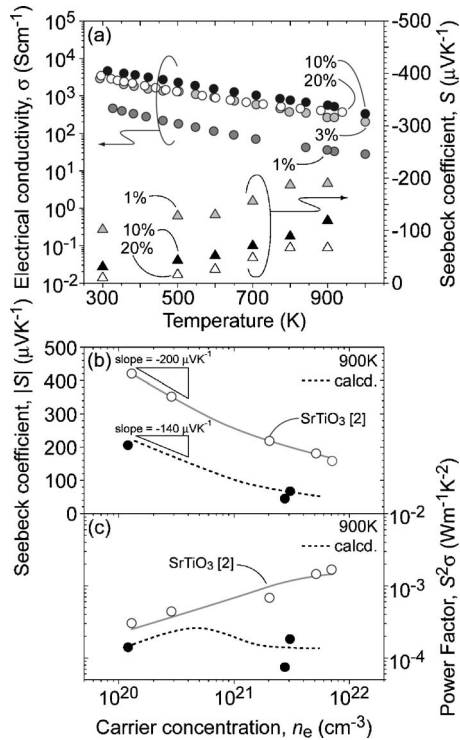 (a)
Electrical conductivity, σ (Scm⁻¹)
10⁵
10⁴
10³
10²
10¹
10⁰
10⁻¹
10⁻²
Seebeck coefficient, S (μVK⁻¹)
-500
-400
-300
-200
-100
0
10%
20%
3%
1%
1%
10%
20%
300 500 700 900
Temperature (K)
(b)
Seebeck coefficient, |S| (μVK⁻¹)
500
400
300
200
100
0
slope = -200 μVK⁻¹
slope = -140 μVK⁻¹
900K
calcd.
SrTiO₃ [2]
(c)
900K
calcd.
SrTiO₃ [2]
Power Factor, S²σ (Wm⁻¹K⁻²)
10⁻²
10⁻³
10⁻⁴
10²⁰ 10²¹ 10²²
Carrier concentration, nₑ (cm⁻³)